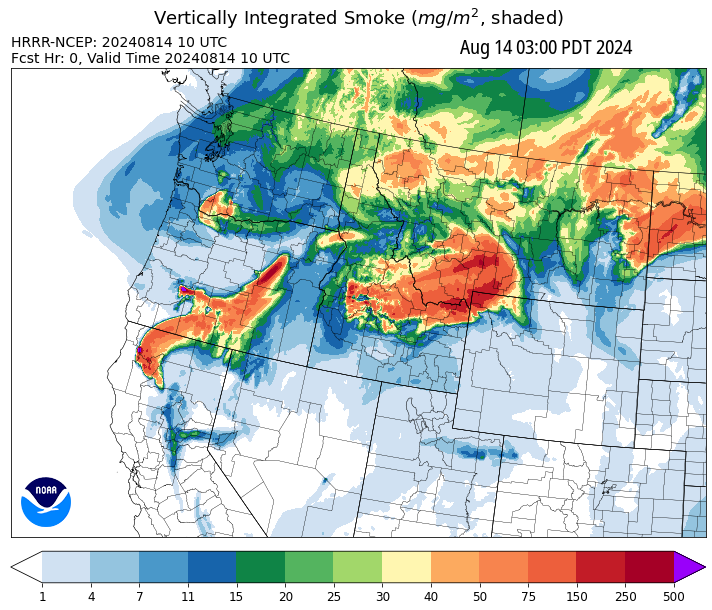 Vertically Integrated Smoke (mg/m², shaded)
HRRR-NCEP: 20240814 10 UTC
Fcst Hr: 0, Valid Time 20240814 10 UTC
Aug 14 03:00 PDT 2024
NOAA
1 4 7 11 15 20 25 30 40 50 75 150 250 500